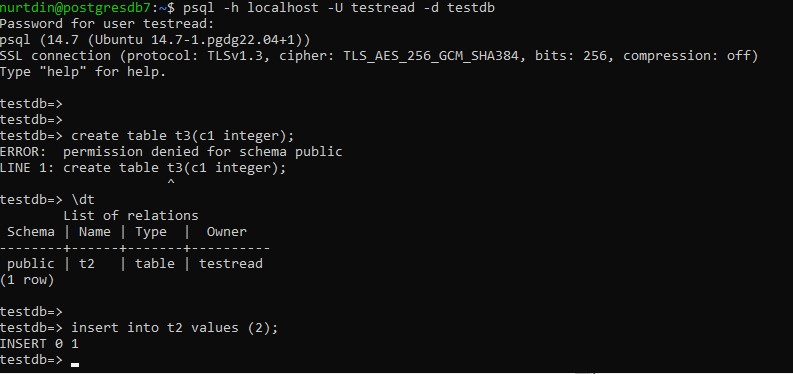 nurtdin@postgresdb7:~$ psql -h localhost -U testread -d testdb
Password for user testread:
psql (14.7 (Ubuntu 14.7-1.pgdg22.04+1))
SSL connection (protocol: TLSv1.3, cipher: TLS_AES_256_GCM_SHA384, bits: 256, compression: off)
Type "help" for help.
testdb=>
testdb=>
testdb=> create table t3(c1 integer);
ERROR:  permission denied for schema public
LINE 1: create table t3(c1 integer);
                     ^
testdb=> \dt
        List of relations
 Schema | Name | Type  |  Owner
--------+------+-------+----------
 public | t2   | table | testread
(1 row)
testdb=>
testdb=> insert into t2 values (2);
INSERT 0 1
testdb=>